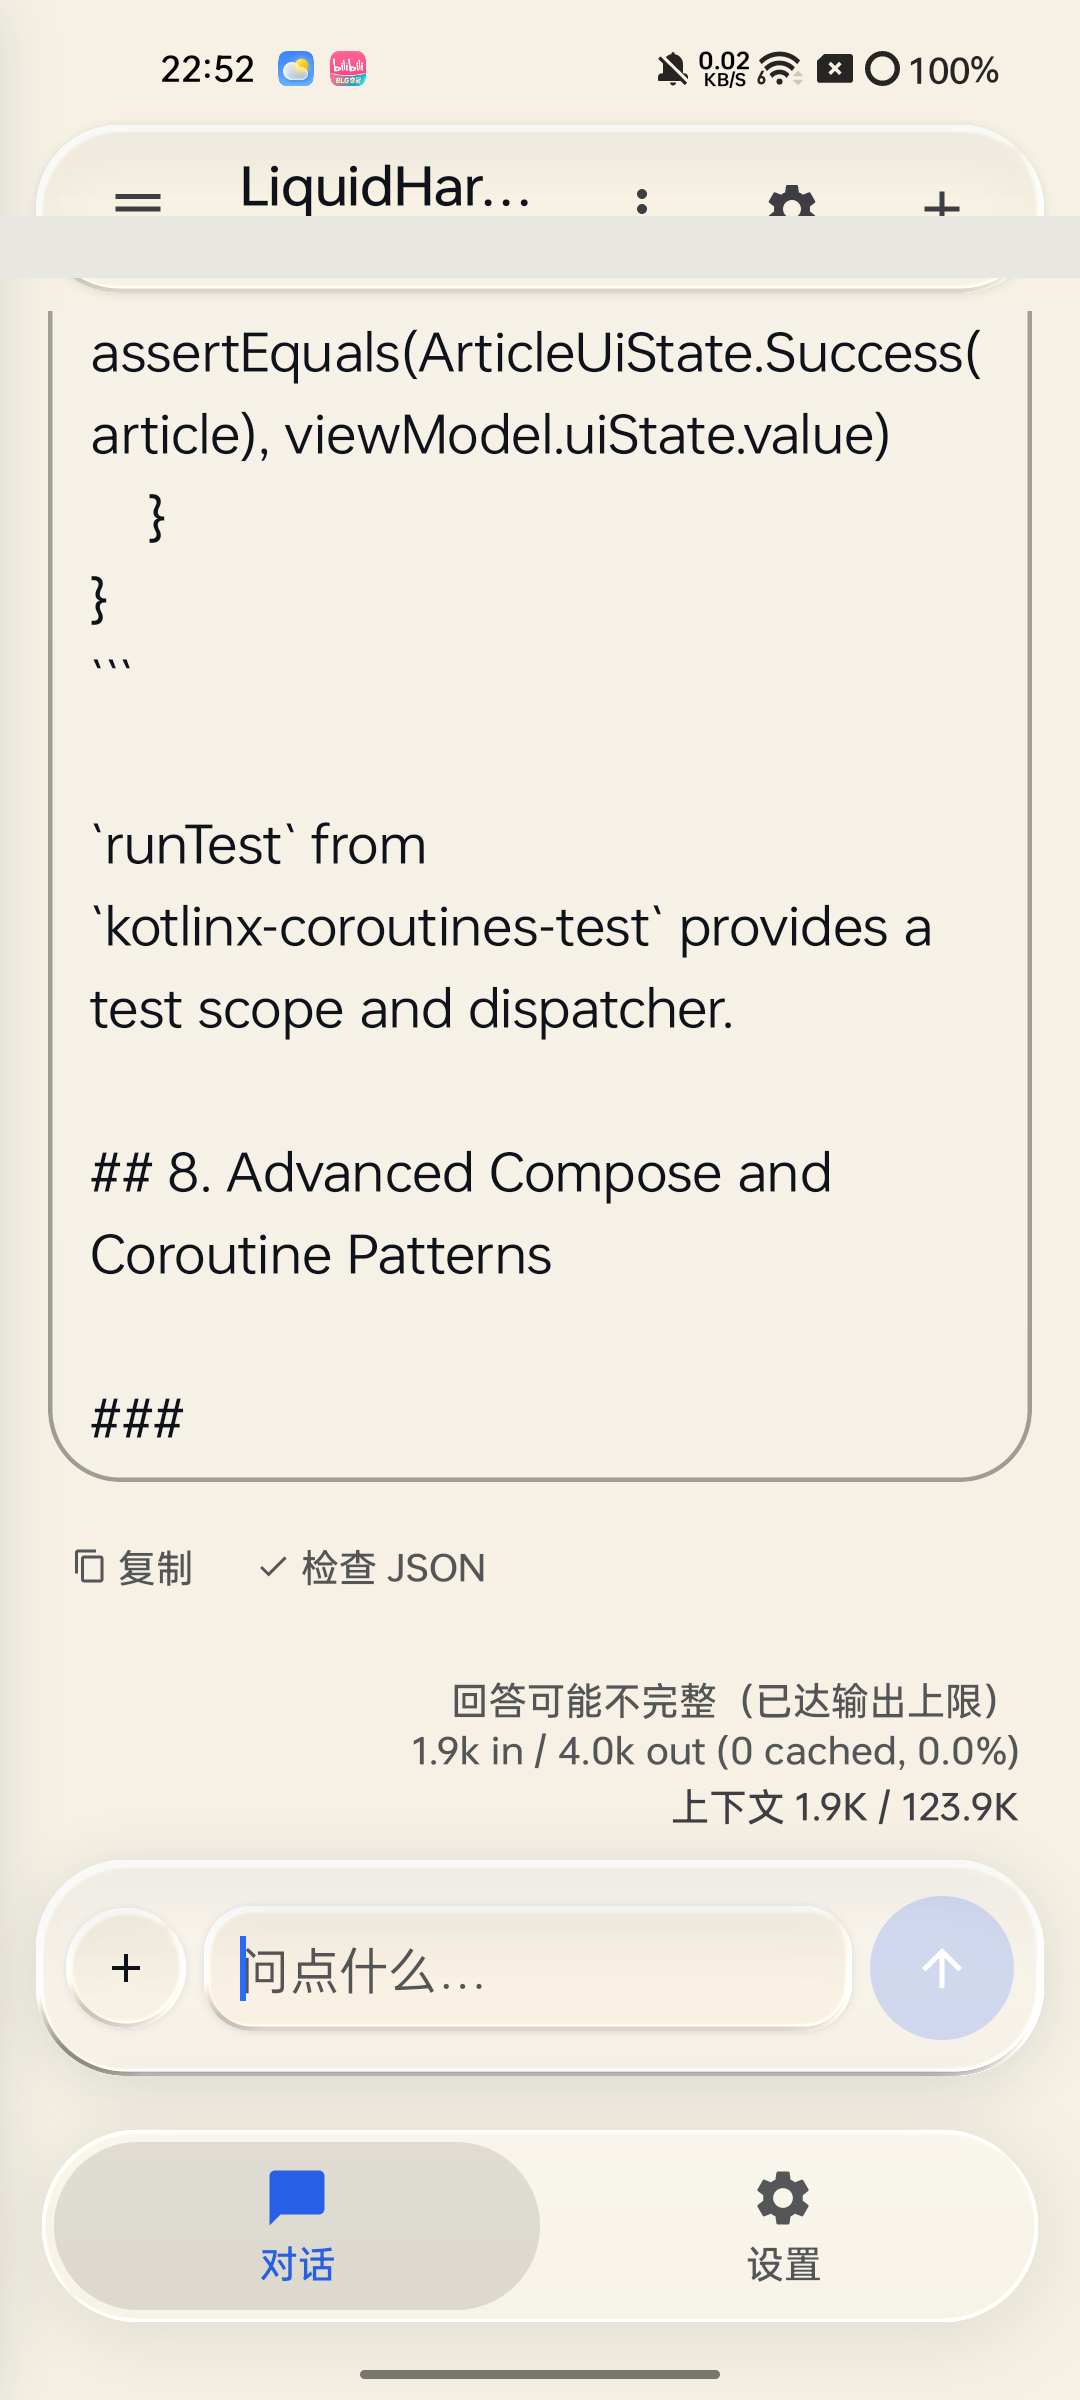 22:52
0.02
KB/S
6
100%
LiquidHar...
assertEquals(ArticleUiState.Success(
article), viewModel.uiState.value)
}
}
```
`runTest` from
`kotlinx-coroutines-test` provides a
test scope and dispatcher.
## 8. Advanced Compose and
Coroutine Patterns
###
复制
检查 JSON
回答可能不完整（已达输出上限）
1.9k in / 4.0k out (0 cached, 0.0%)
上下文 1.9K / 123.9K
问点什么...
对话
设置